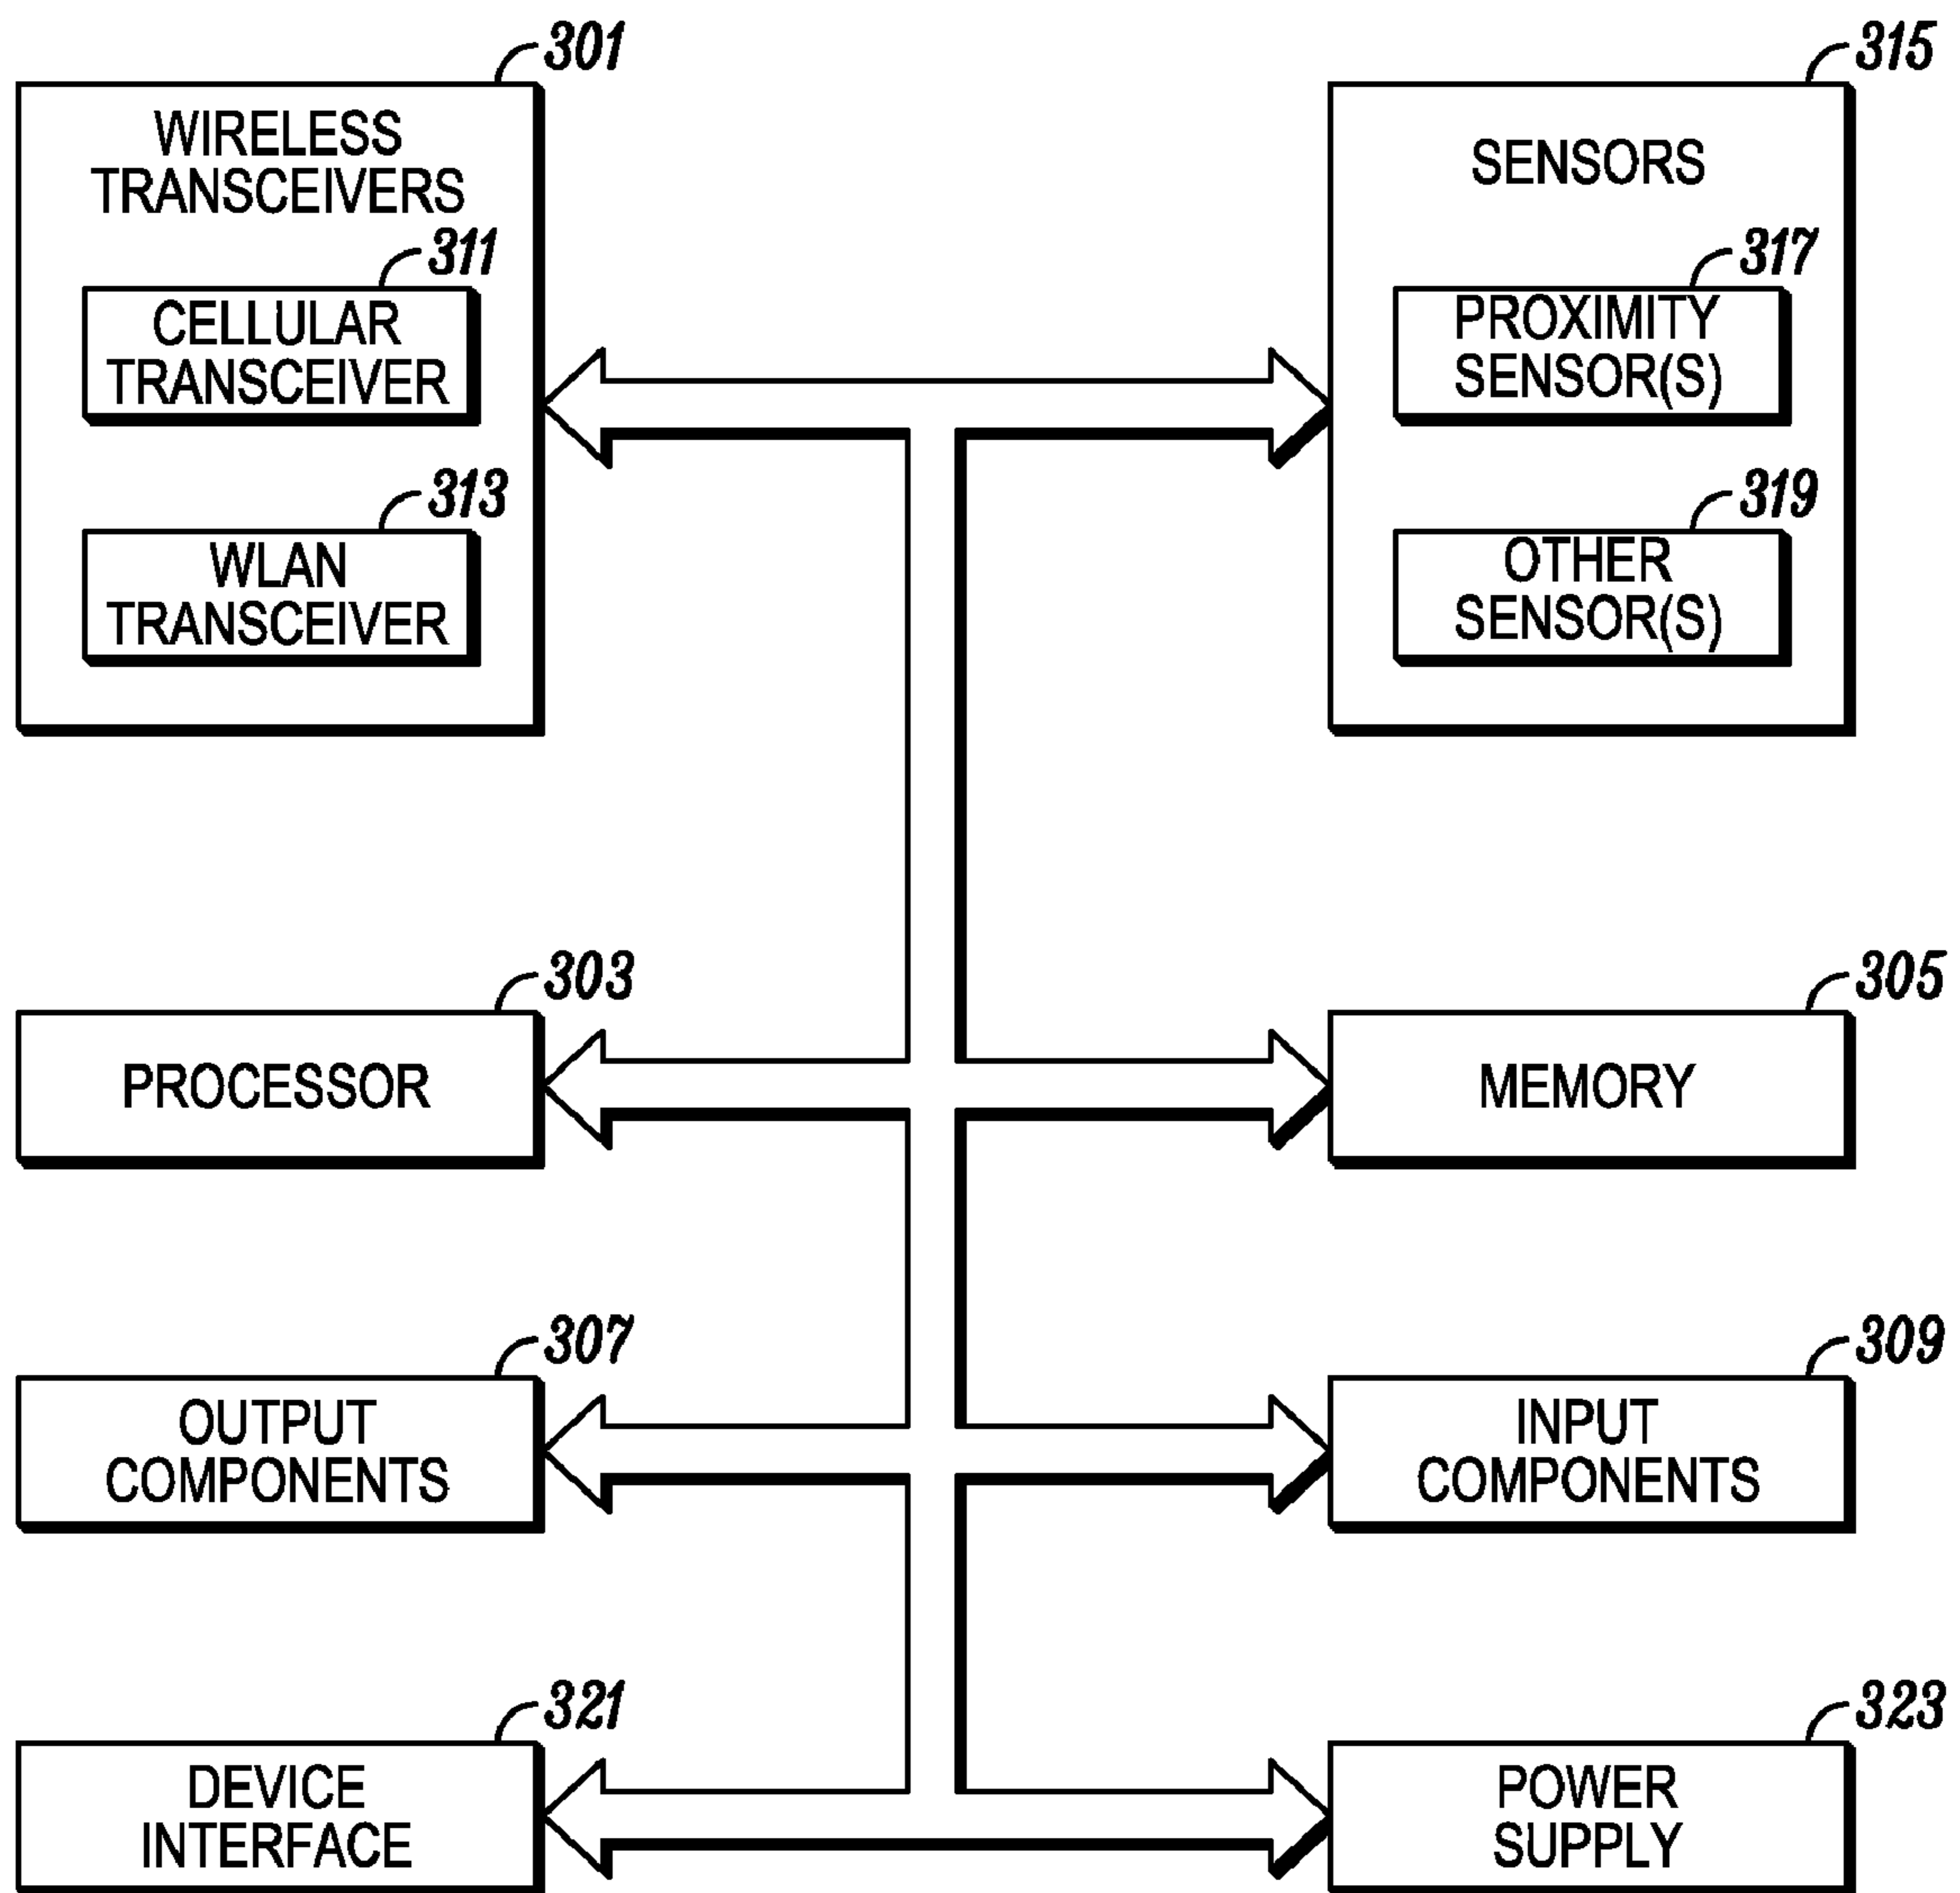 301
WIRELESS
TRANSCEIVERS
311
CELLULAR
TRANSCEIVER
313
WLAN
TRANSCEIVER
315
SENSORS
317
PROXIMITY
SENSOR(S)
319
OTHER
SENSOR(S)
303
PROCESSOR
305
MEMORY
307
OUTPUT
COMPONENTS
309
INPUT
COMPONENTS
321
DEVICE
INTERFACE
323
POWER
SUPPLY